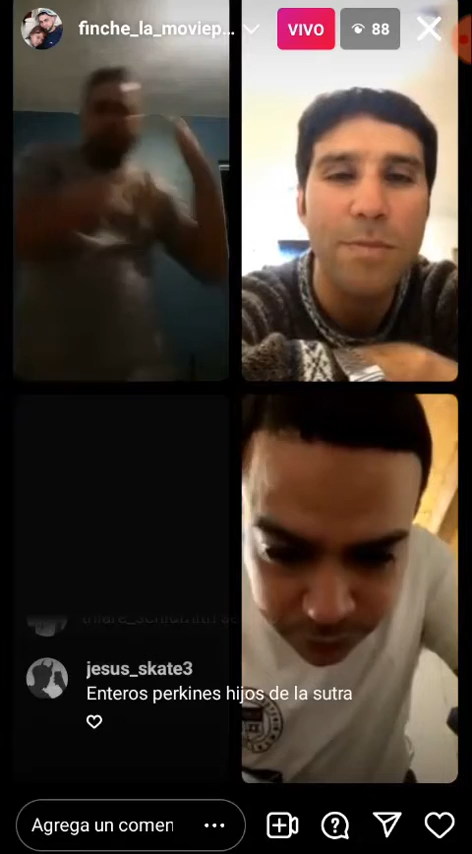 finche_la_moviep...
VIVO
88
jesus_skate3
Enteros perkines hijos de la sutra
♡
Agrega un comen